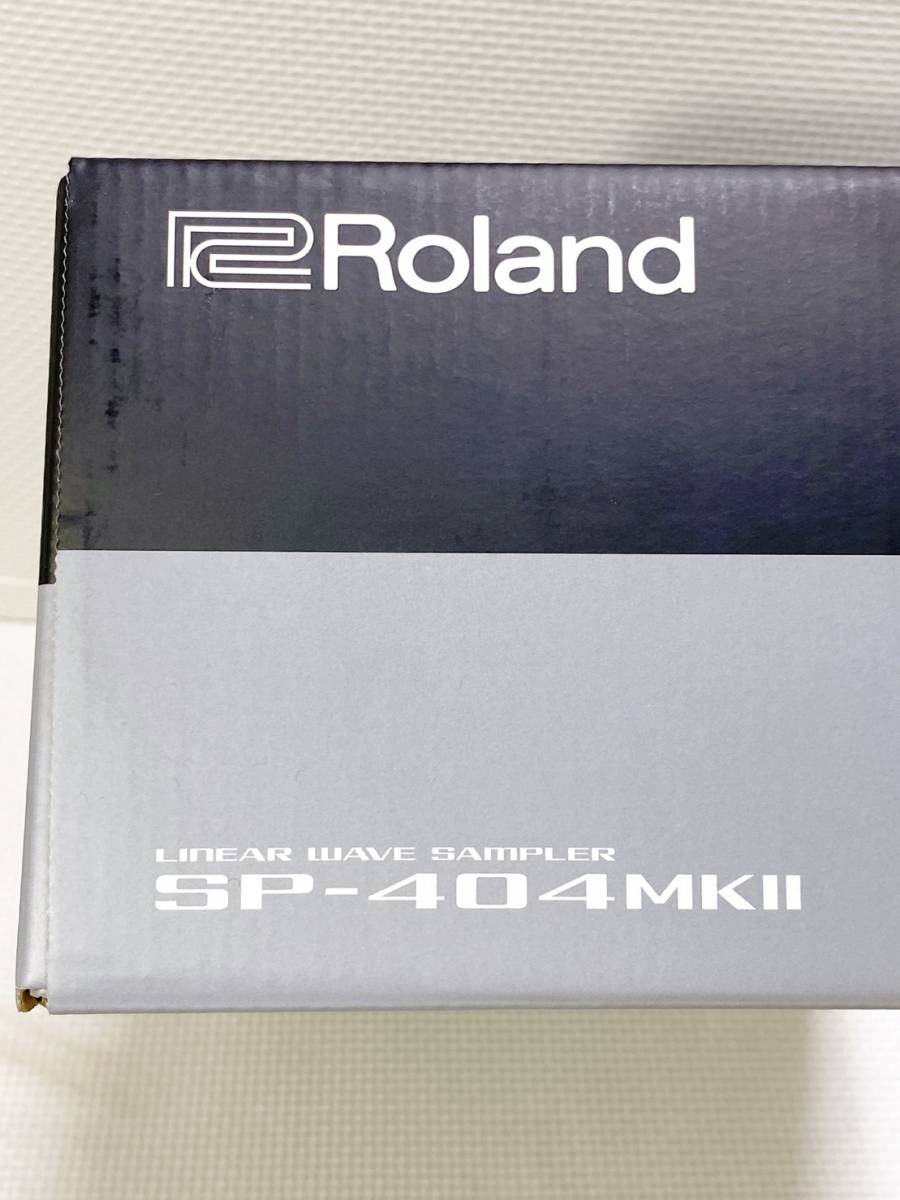 Roland
LINEAR WAVE SAMPLER
SP-404MKII